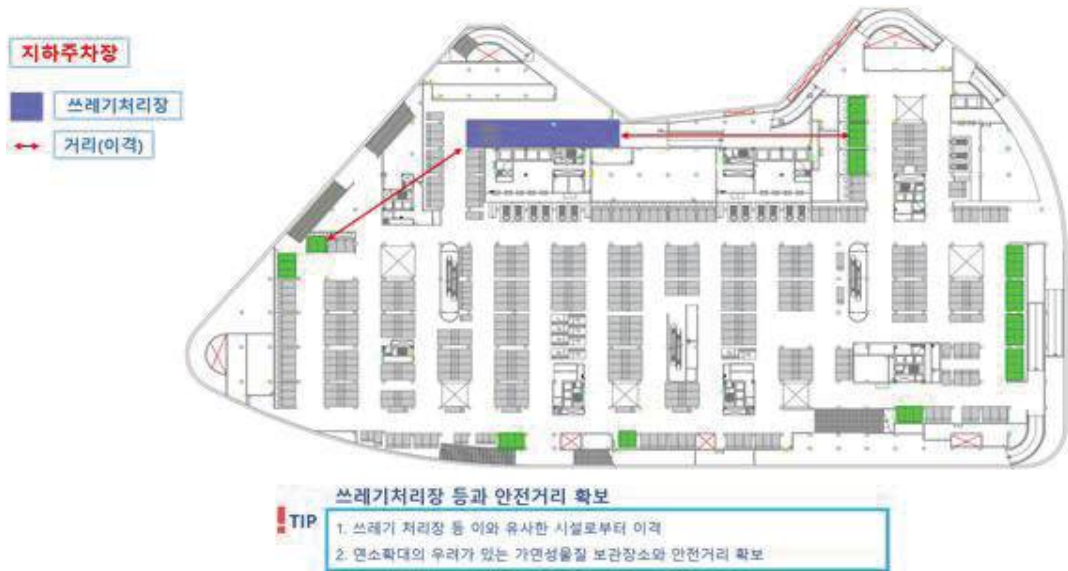 지하주차장
쓰레기처리장
거리(이격)
쓰레기처리장 등과 안전거리 확보
TIP
1. 쓰레기 처리장 등 이와 유사한 시설로부터 이격
2. 연소확대의 우려가 있는 가연성물질 보관장소와 안전거리 확보